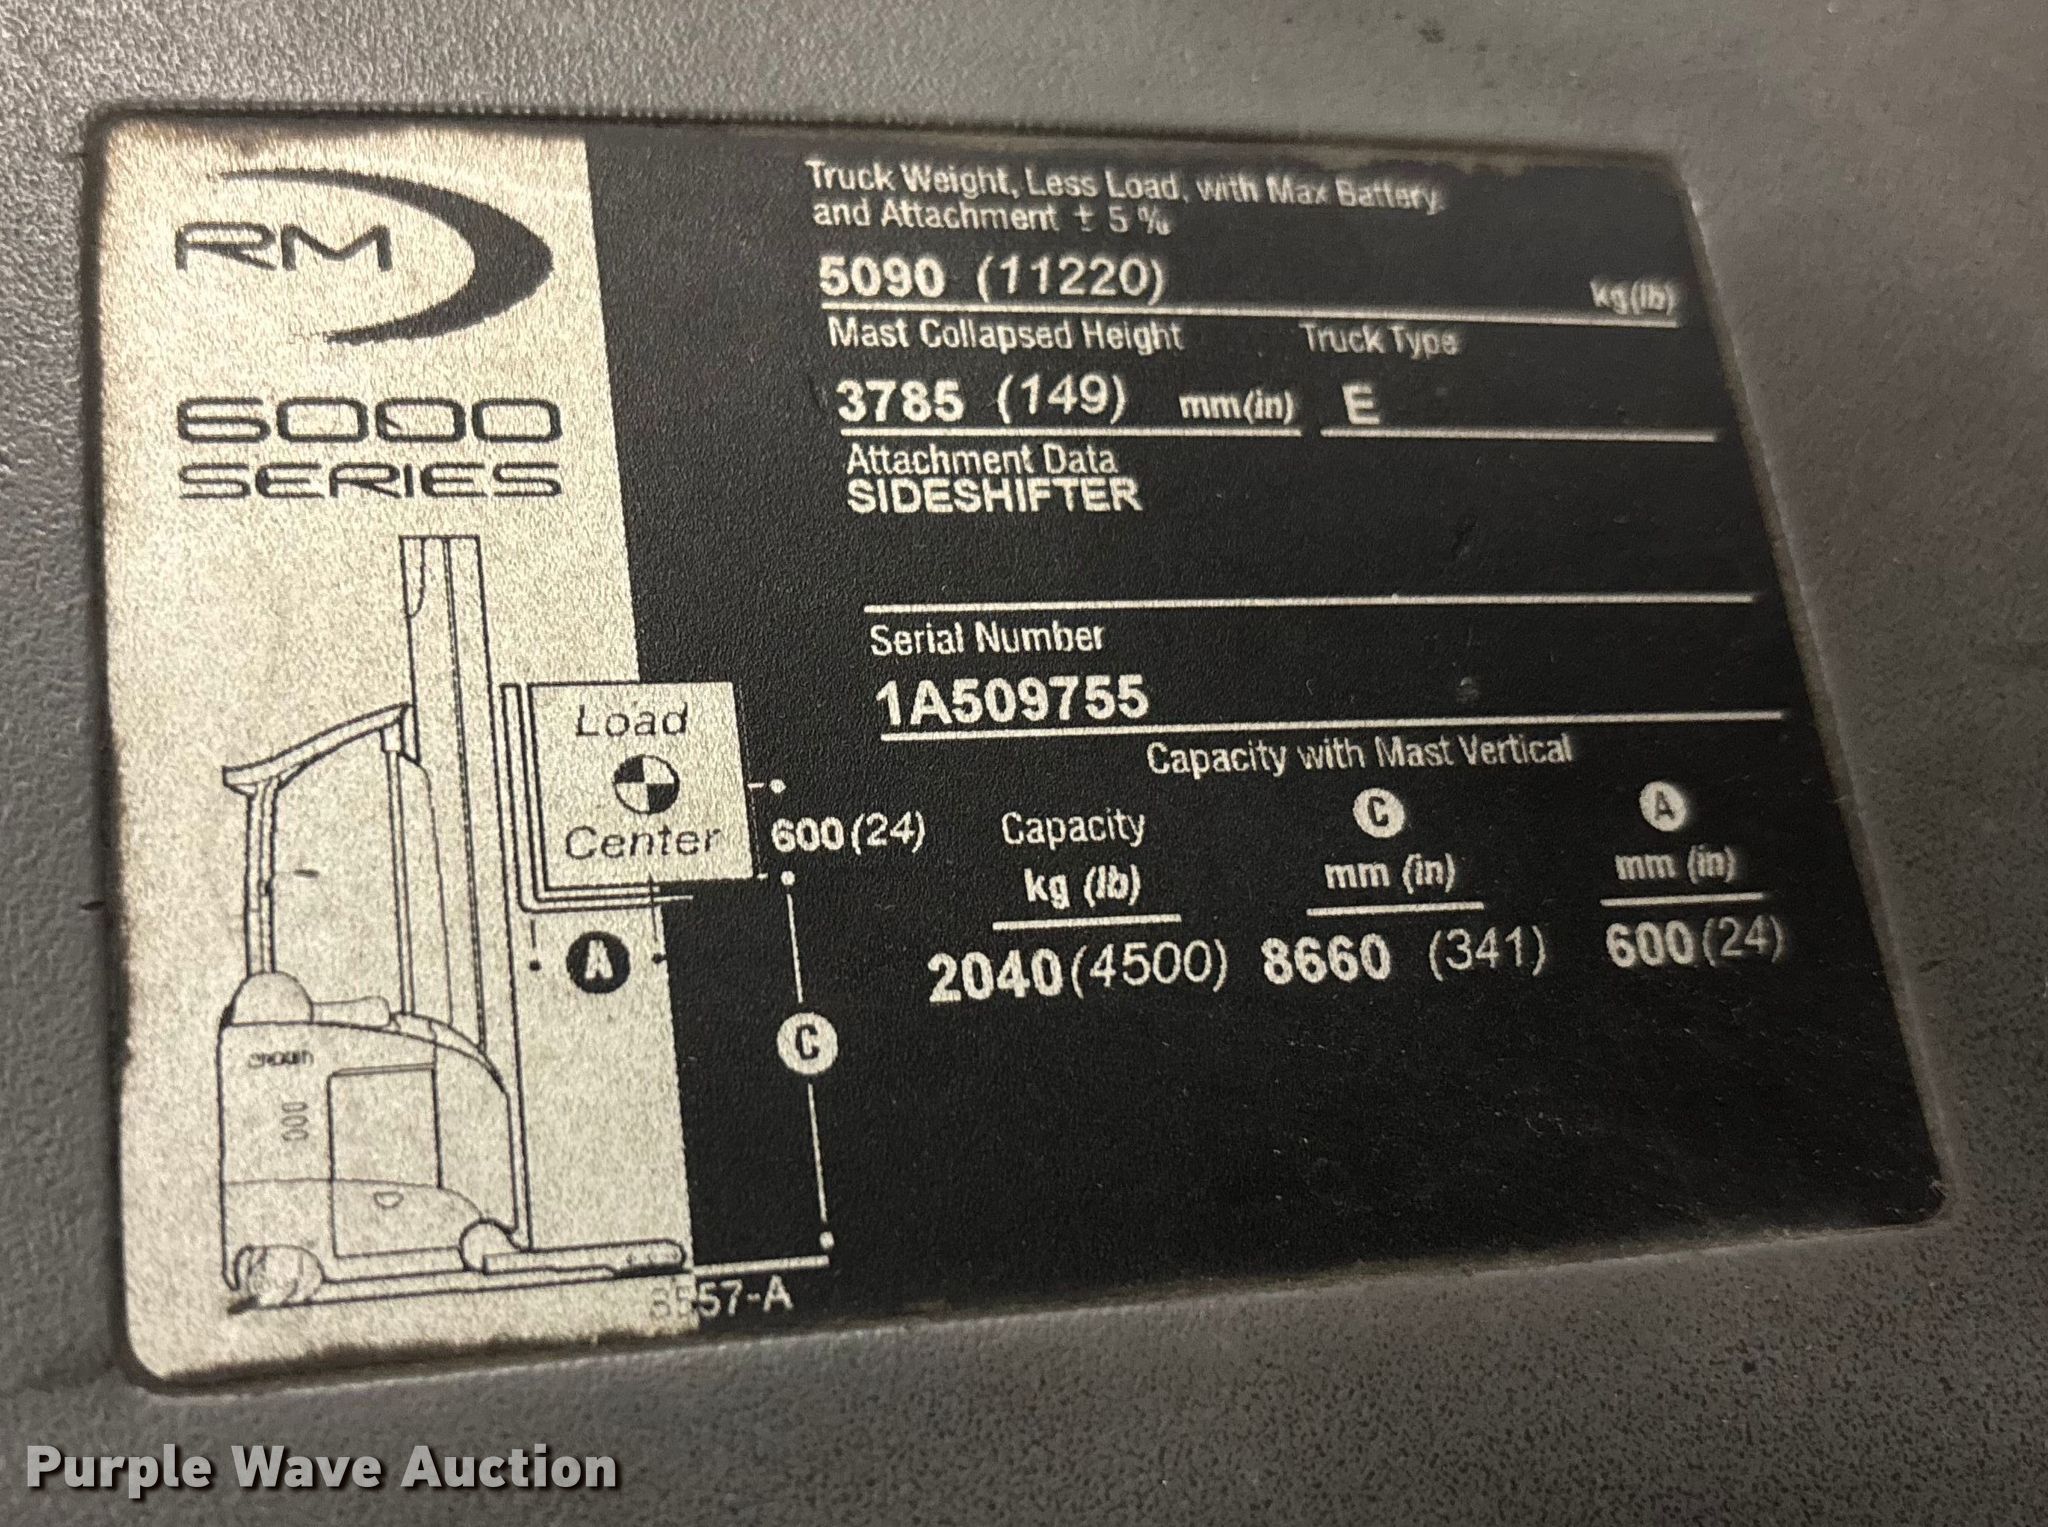 RM
6000
SERIES
Truck Weight, Less Load, with Max Battery
and Attachment ± 5 %
5090 (11220) kg(lb)
Mast Collapsed Height Truck Type
3785 (149) mm(in) E
Attachment Data
SIDESHIFTER
Serial Number
1A509755
Capacity with Mast Vertical
Load
Center
600(24)
A
C
Capacity C A
kg (lb) mm (in) mm (in)
2040(4500) 8660 (341) 600(24)
CROWN
57-A
Purple Wave Auction